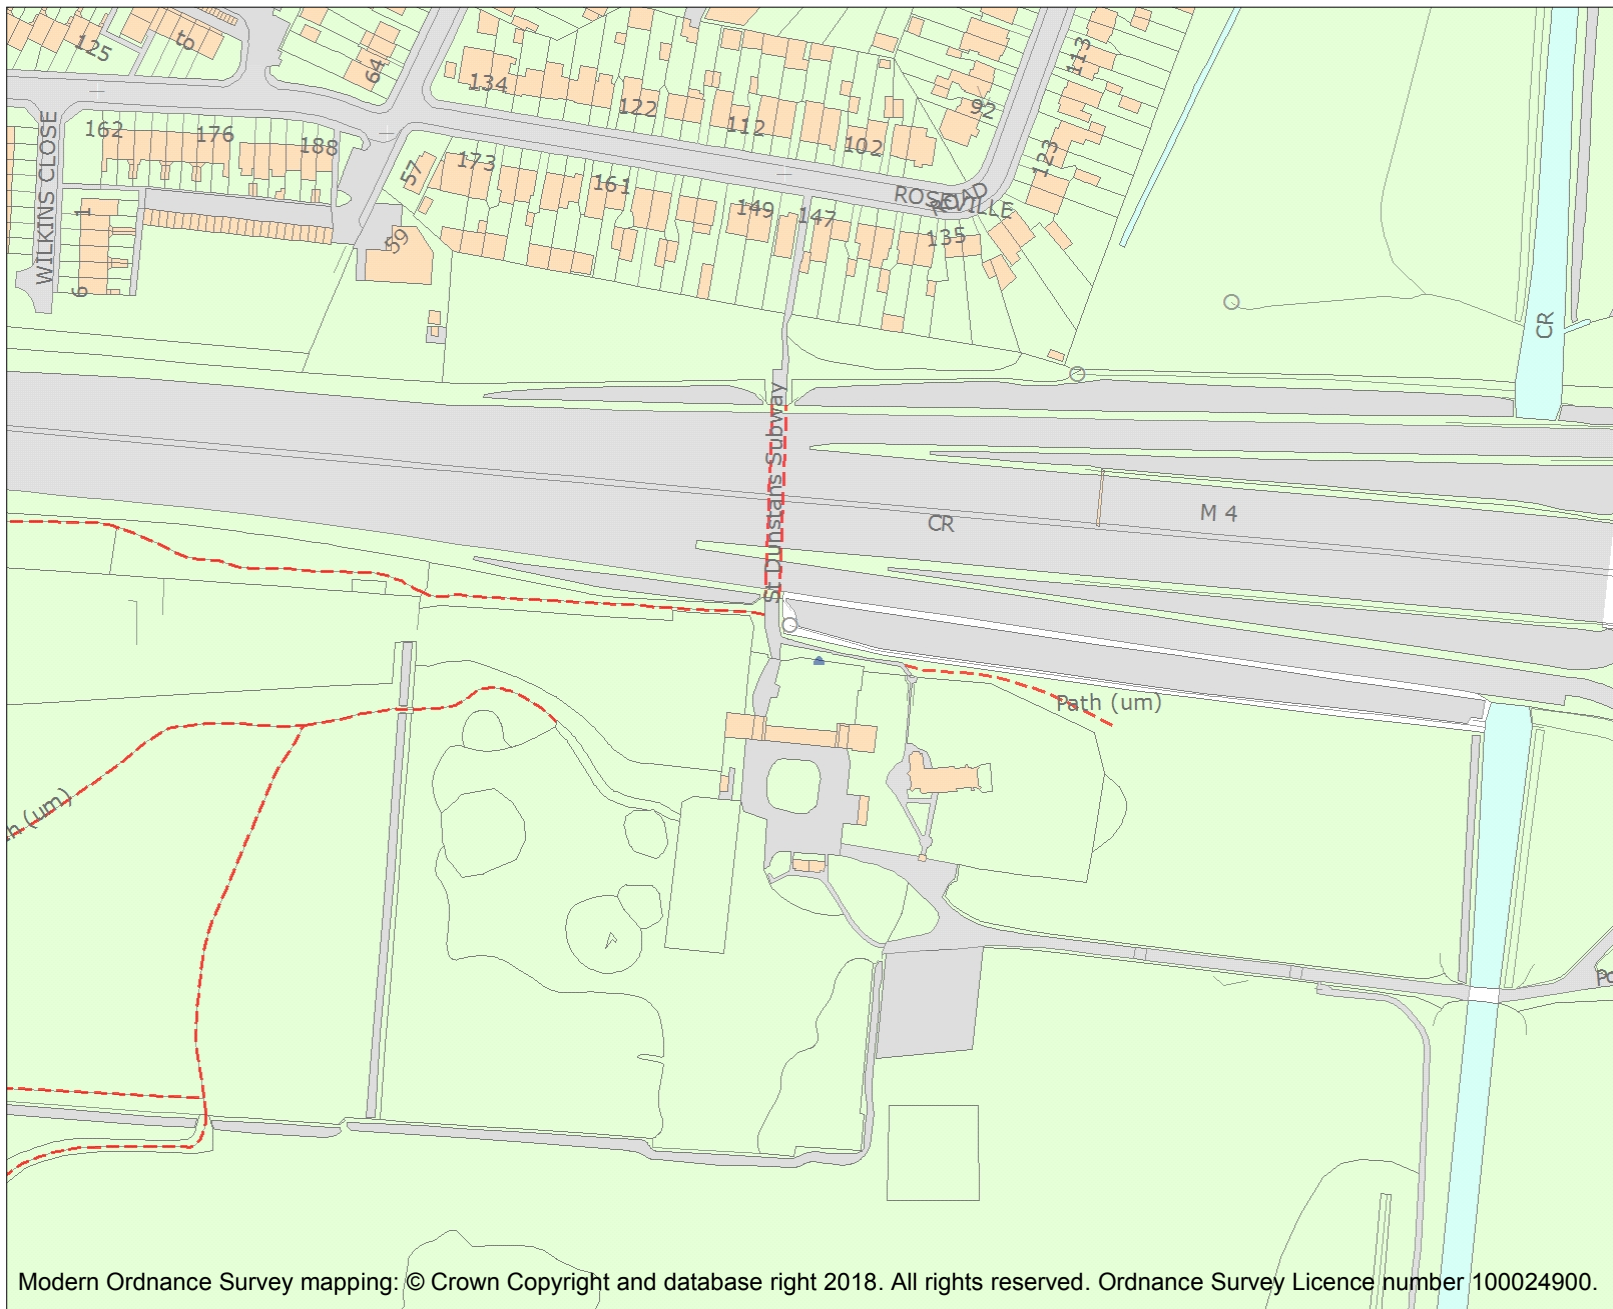 125
to
64
134
122
112
102
92
113
123
162
176
188
57
173
161
149
147
135
ROSEVILLE
ROAD
WILKINS CLOSE
1
6
59
CR
St Dunstans Subway
CR
M 4
Path (um)
h (um)
Po
Modern Ordnance Survey mapping: © Crown Copyright and database right 2018. All rights reserved. Ordnance Survey Licence number 100024900.